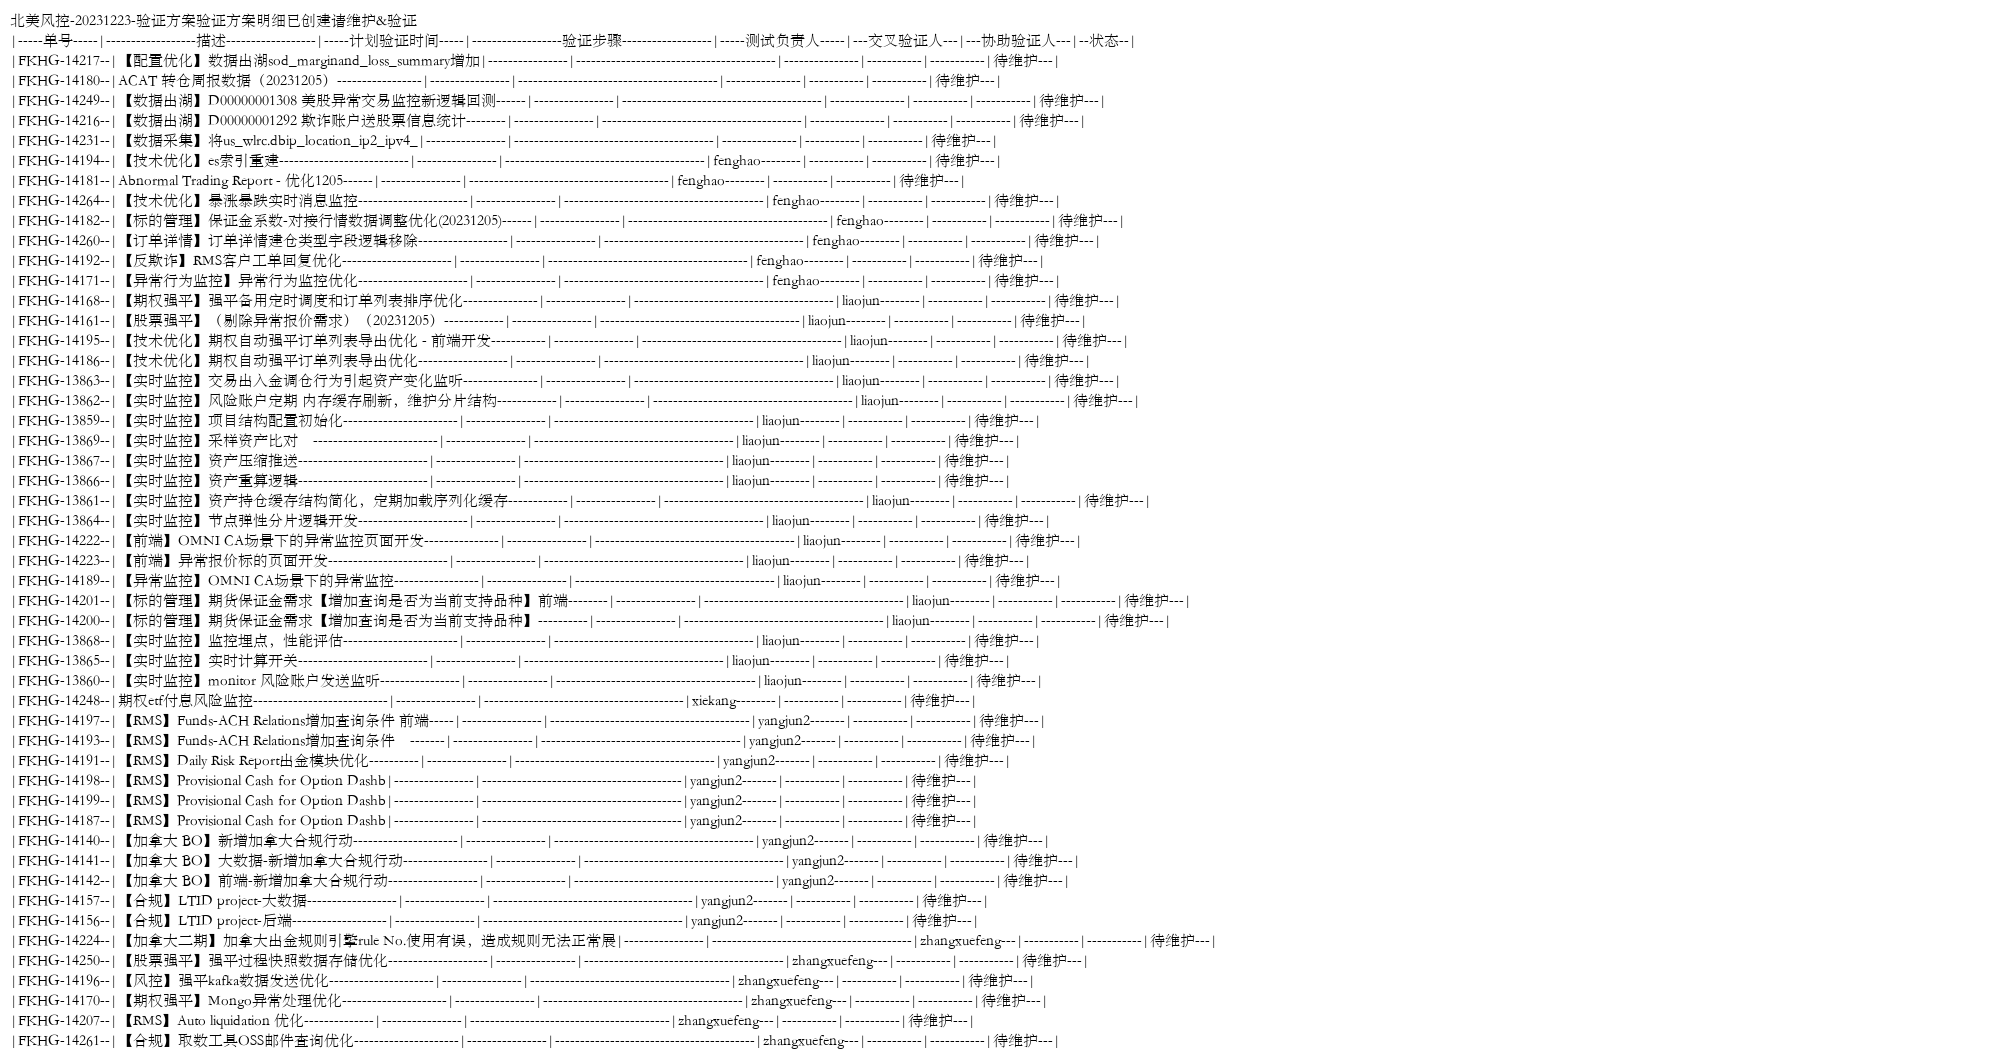 北美风控-20231223-验证方案验证方案明细已创建请维护&验证
|-----单号-----|------------------描述-----------------|-----计划验证时间-----|------------------验证步骤-----------------|-----测试负责人-----|---交叉验证人---|---协助验证人---|--状态--|
|FKHG-14217--|【配置优化】数据出湖sod_marginand_loss_summary增加|----------------|----------------------------------------|---------------|-----------|-----------|待维护---|
|FKHG-14180--|ACAT 转仓周报数据（20231205）-----------------|----------------|----------------------------------------|---------------|-----------|-----------|待维护---|
|FKHG-14249--|【数据出湖】D00000001308 美股异常交易监控新逻辑回测------|----------------|----------------------------------------|---------------|-----------|-----------|待维护---|
|FKHG-14216--|【数据出湖】D00000001292 欺诈账户送股票信息统计--------|----------------|----------------------------------------|---------------|-----------|-----------|待维护---|
|FKHG-14231--|【数据采集】将us_wlrc.dbip_location_ip2_ipv4_|----------------|----------------------------------------|---------------|-----------|-----------|待维护---|
|FKHG-14194--|【技术优化】es索引重建--------------------------|----------------|----------------------------------------|fenghao--------|-----------|-----------|待维护---|
|FKHG-14181--|Abnormal Trading Report - 优化1205------|----------------|----------------------------------------|fenghao--------|-----------|-----------|待维护---|
|FKHG-14264--|【技术优化】暴涨暴跌实时消息监控----------------------|----------------|----------------------------------------|fenghao--------|-----------|-----------|待维护---|
|FKHG-14182--|【标的管理】保证金系数-对接行情数据调整优化(20231205)------|----------------|----------------------------------------|fenghao--------|-----------|-----------|待维护---|
|FKHG-14260--|【订单详情】订单详情建仓类型字段逻辑移除------------------|----------------|----------------------------------------|fenghao--------|-----------|-----------|待维护---|
|FKHG-14192--|【反欺诈】RMS客户工单回复优化----------------------|----------------|----------------------------------------|fenghao--------|-----------|-----------|待维护---|
|FKHG-14171--|【异常行为监控】异常行为监控优化----------------------|----------------|----------------------------------------|fenghao--------|-----------|-----------|待维护---|
|FKHG-14168--|【期权强平】强平备用定时调度和订单列表排序优化---------------|----------------|----------------------------------------|liaojun--------|-----------|-----------|待维护---|
|FKHG-14161--|【股票强平】（剔除异常报价需求）（20231205）------------|----------------|----------------------------------------|liaojun--------|-----------|-----------|待维护---|
|FKHG-14195--|【技术优化】期权自动强平订单列表导出优化 - 前端开发-----------|----------------|----------------------------------------|liaojun--------|-----------|-----------|待维护---|
|FKHG-14186--|【技术优化】期权自动强平订单列表导出优化------------------|----------------|----------------------------------------|liaojun--------|-----------|-----------|待维护---|
|FKHG-13863--|【实时监控】交易出入金调仓行为引起资产变化监听---------------|----------------|----------------------------------------|liaojun--------|-----------|-----------|待维护---|
|FKHG-13862--|【实时监控】风险账户定期 内存缓存刷新，维护分片结构-----------|----------------|----------------------------------------|liaojun--------|-----------|-----------|待维护---|
|FKHG-13859--|【实时监控】项目结构配置初始化-----------------------|----------------|----------------------------------------|liaojun--------|-----------|-----------|待维护---|
|FKHG-13869--|【实时监控】采样资产比对　-------------------------|----------------|----------------------------------------|liaojun--------|-----------|-----------|待维护---|
|FKHG-13867--|【实时监控】资产压缩推送--------------------------|----------------|----------------------------------------|liaojun--------|-----------|-----------|待维护---|
|FKHG-13866--|【实时监控】资产重算逻辑--------------------------|----------------|----------------------------------------|liaojun--------|-----------|-----------|待维护---|
|FKHG-13861--|【实时监控】资产持仓缓存结构简化，定期加载序列化缓存------------|----------------|----------------------------------------|liaojun--------|-----------|-----------|待维护---|
|FKHG-13864--|【实时监控】节点弹性分片逻辑开发----------------------|----------------|----------------------------------------|liaojun--------|-----------|-----------|待维护---|
|FKHG-14222--|【前端】OMNI CA场景下的异常监控页面开发---------------|----------------|----------------------------------------|liaojun--------|-----------|-----------|待维护---|
|FKHG-14223--|【前端】异常报价标的页面开发-------------------------|----------------|----------------------------------------|liaojun--------|-----------|-----------|待维护---|
|FKHG-14189--|【异常监控】OMNI CA场景下的异常监控-----------------|----------------|----------------------------------------|liaojun--------|-----------|-----------|待维护---|
|FKHG-14201--|【标的管理】期货保证金需求【增加查询是否为当前支持品种】前端--------|----------------|----------------------------------------|liaojun--------|-----------|-----------|待维护---|
|FKHG-14200--|【标的管理】期货保证金需求【增加查询是否为当前支持品种】----------|----------------|----------------------------------------|liaojun--------|-----------|-----------|待维护---|
|FKHG-13868--|【实时监控】监控埋点，性能评估-----------------------|----------------|----------------------------------------|liaojun--------|-----------|-----------|待维护---|
|FKHG-13865--|【实时监控】实时计算开关--------------------------|----------------|----------------------------------------|liaojun--------|-----------|-----------|待维护---|
|FKHG-13860--|【实时监控】monitor 风险账户发送监听----------------|----------------|----------------------------------------|liaojun--------|-----------|-----------|待维护---|
|FKHG-14248--|期权etf付息风险监控---------------------------|----------------|----------------------------------------|xiekang--------|-----------|-----------|待维护---|
|FKHG-14197--|【RMS】Funds-ACH Relations增加查询条件 前端-----|----------------|----------------------------------------|yangjun2-------|-----------|-----------|待维护---|
|FKHG-14193--|【RMS】Funds-ACH Relations增加查询条件　-------|----------------|----------------------------------------|yangjun2-------|-----------|-----------|待维护---|
|FKHG-14191--|【RMS】Daily Risk Report出金模块优化----------|----------------|----------------------------------------|yangjun2-------|-----------|-----------|待维护---|
|FKHG-14198--|【RMS】Provisional Cash for Option Dashb|----------------|----------------------------------------|yangjun2-------|-----------|-----------|待维护---|
|FKHG-14199--|【RMS】Provisional Cash for Option Dashb|----------------|----------------------------------------|yangjun2-------|-----------|-----------|待维护---|
|FKHG-14187--|【RMS】Provisional Cash for Option Dashb|----------------|----------------------------------------|yangjun2-------|-----------|-----------|待维护---|
|FKHG-14140--|【加拿大 BO】新增加拿大合规行动---------------------|----------------|----------------------------------------|yangjun2-------|-----------|-----------|待维护---|
|FKHG-14141--|【加拿大 BO】大数据-新增加拿大合规行动-----------------|----------------|----------------------------------------|yangjun2-------|-----------|-----------|待维护---|
|FKHG-14142--|【加拿大 BO】前端-新增加拿大合规行动------------------|----------------|----------------------------------------|yangjun2-------|-----------|-----------|待维护---|
|FKHG-14157--|【合规】LTID project-大数据------------------|----------------|----------------------------------------|yangjun2-------|-----------|-----------|待维护---|
|FKHG-14156--|【合规】LTID project-后端-------------------|----------------|----------------------------------------|yangjun2-------|-----------|-----------|待维护---|
|FKHG-14224--|【加拿大二期】加拿大出金规则引擎rule No.使用有误，造成规则无法正常展|----------------|----------------------------------------|zhangxuefeng---|-----------|-----------|待维护---|
|FKHG-14250--|【股票强平】强平过程快照数据存储优化--------------------|----------------|----------------------------------------|zhangxuefeng---|-----------|-----------|待维护---|
|FKHG-14196--|【风控】强平kafka数据发送优化---------------------|----------------|----------------------------------------|zhangxuefeng---|-----------|-----------|待维护---|
|FKHG-14170--|【期权强平】Mongo异常处理优化----------------------|----------------|----------------------------------------|zhangxuefeng---|-----------|-----------|待维护---|
|FKHG-14207--|【RMS】Auto liquidation 优化--------------|----------------|----------------------------------------|zhangxuefeng---|-----------|-----------|待维护---|
|FKHG-14261--|【合规】取数工具OSS邮件查询优化---------------------|----------------|----------------------------------------|zhangxuefeng---|-----------|-----------|待维护---|